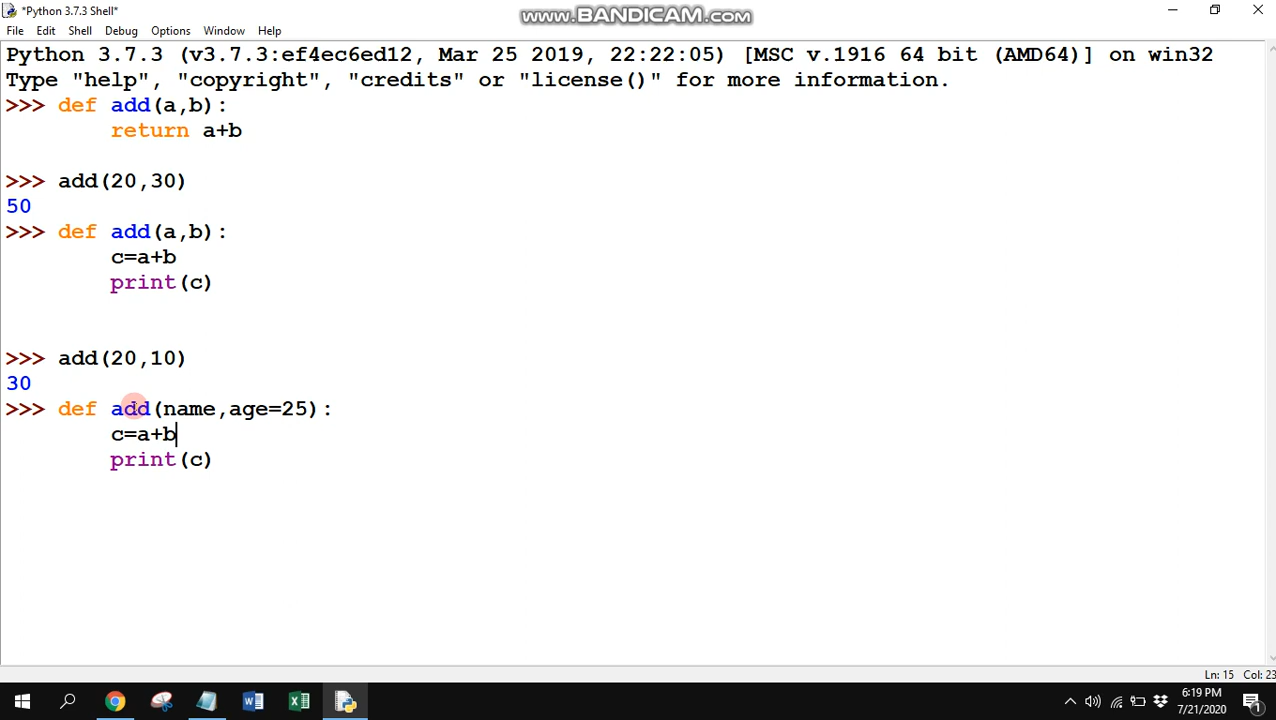 *Python 3.7.3 Shell*
www.BANDICAM.com
File Edit Shell Debug Options Window Help
Python 3.7.3 (v3.7.3:ef4ec6ed12, Mar 25 2019, 22:22:05) [MSC v.1916 64 bit (AMD64)] on win32
Type "help", "copyright", "credits" or "license()" for more information.
>>> def add(a,b):
return a+b
>>> add(20,30)
50
>>> def add(a,b):
c=a+b
print(c)
>>> add(20,10)
30
>>> def add(name,age=25):
c=a+b
print(c)
Ln: 15 Col: 23
6:19 PM
7/21/2020
1